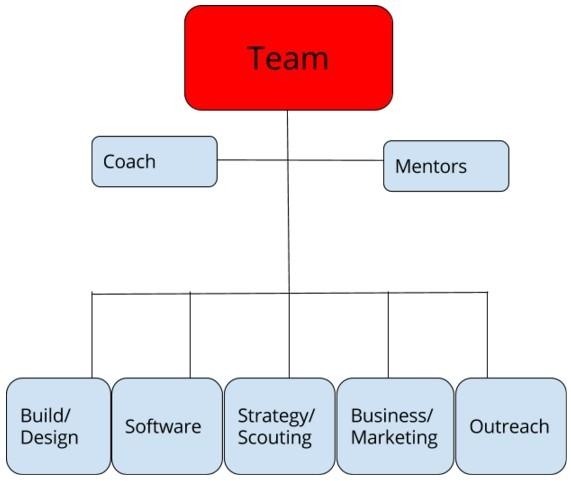 Team
Coach
Mentors
Build/
Design
Software
Strategy/
Scouting
Business/
Marketing
Outreach